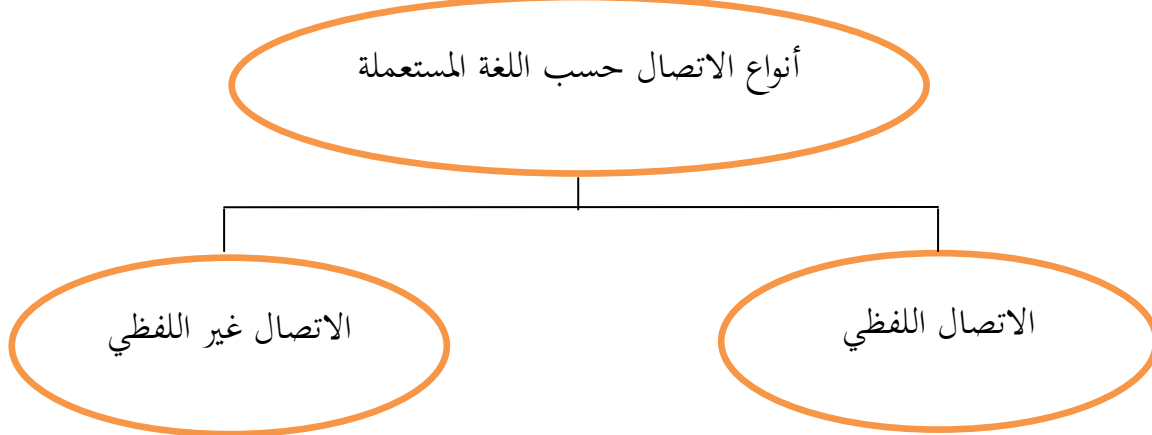 أنواع الاتصال حسب اللغة المستعملة
الاتصال اللفظي
الاتصال غير اللفظي